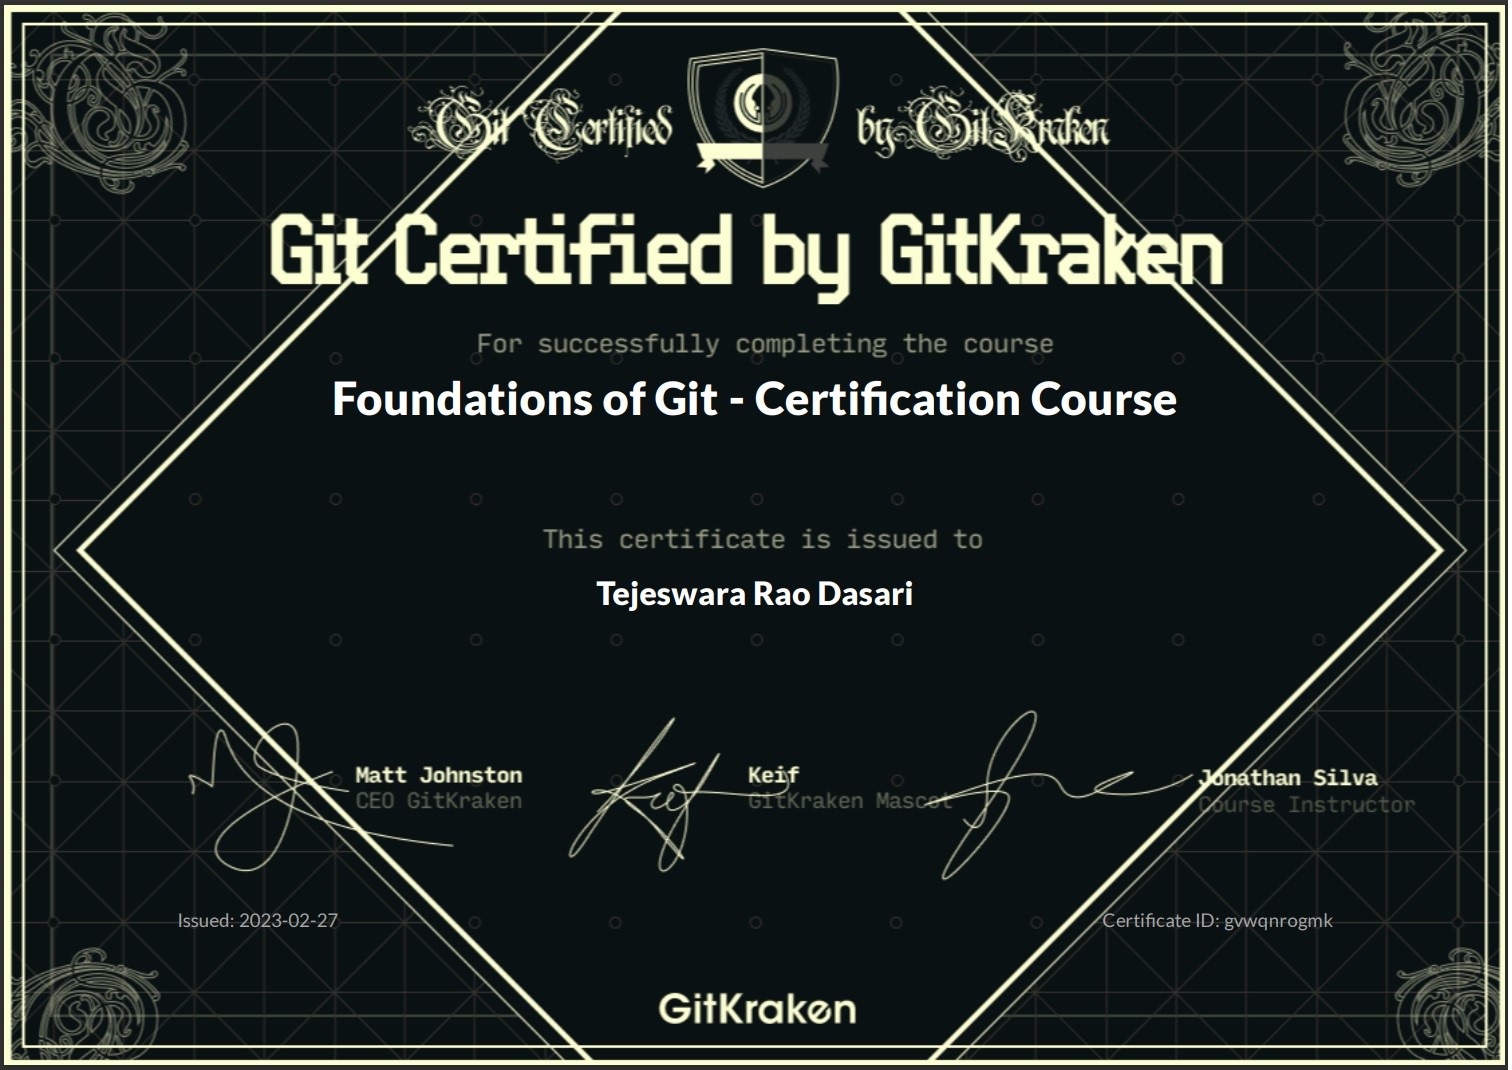 Git Certified by GitKraken
Git Certified by GitKraken
For successfully completing the course
Foundations of Git - Certification Course
This certificate is issued to
Tejeswara Rao Dasari
Matt Johnston
CEO GitKraken
Keif
GitKraken Mascot
Jonathan Silva
Course Instructor
Issued: 2023-02-27
Certificate ID: gvwqnrogmk
GitKraken